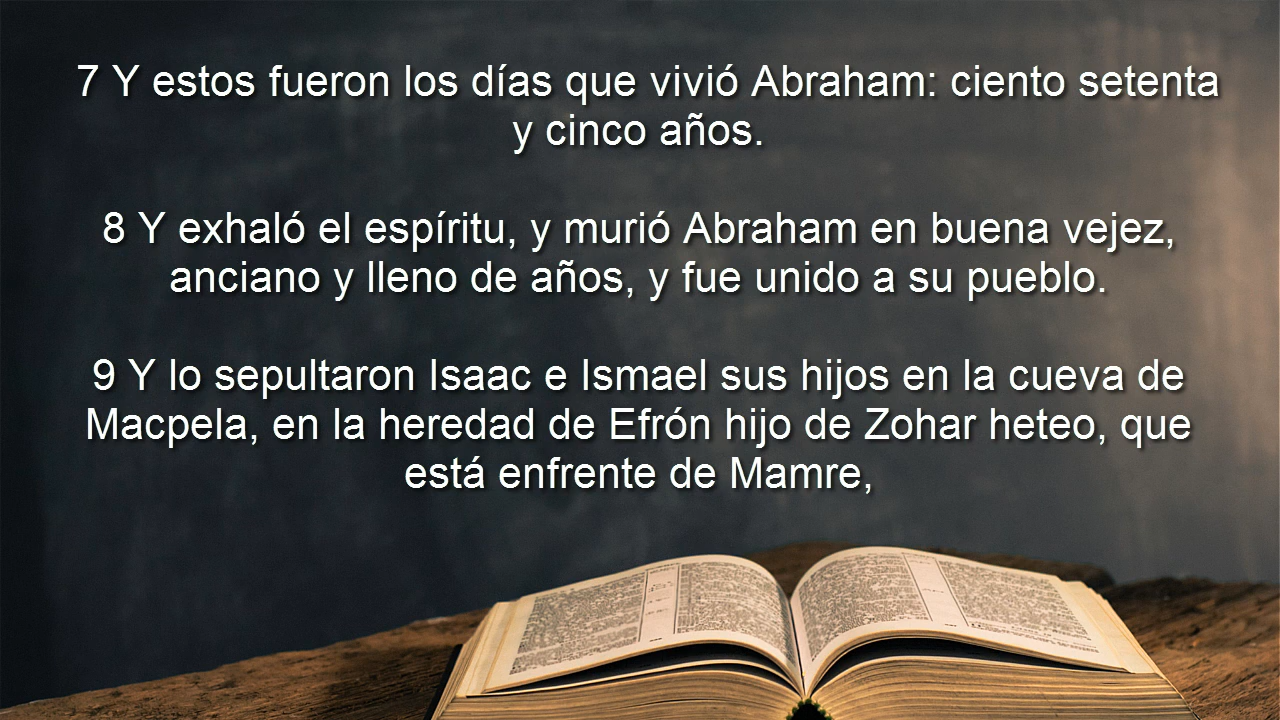 7 Y estos fueron los días que vivió Abraham: ciento setenta
y cinco años.
8 Y exhaló el espíritu, y murió Abraham en buena vejez,
anciano y lleno de años, y fue unido a su pueblo.
9 Y lo sepultaron Isaac e Ismael sus hijos en la cueva de
Macpela, en la heredad de Efrón hijo de Zohar heteo, que
está enfrente de Mamre,